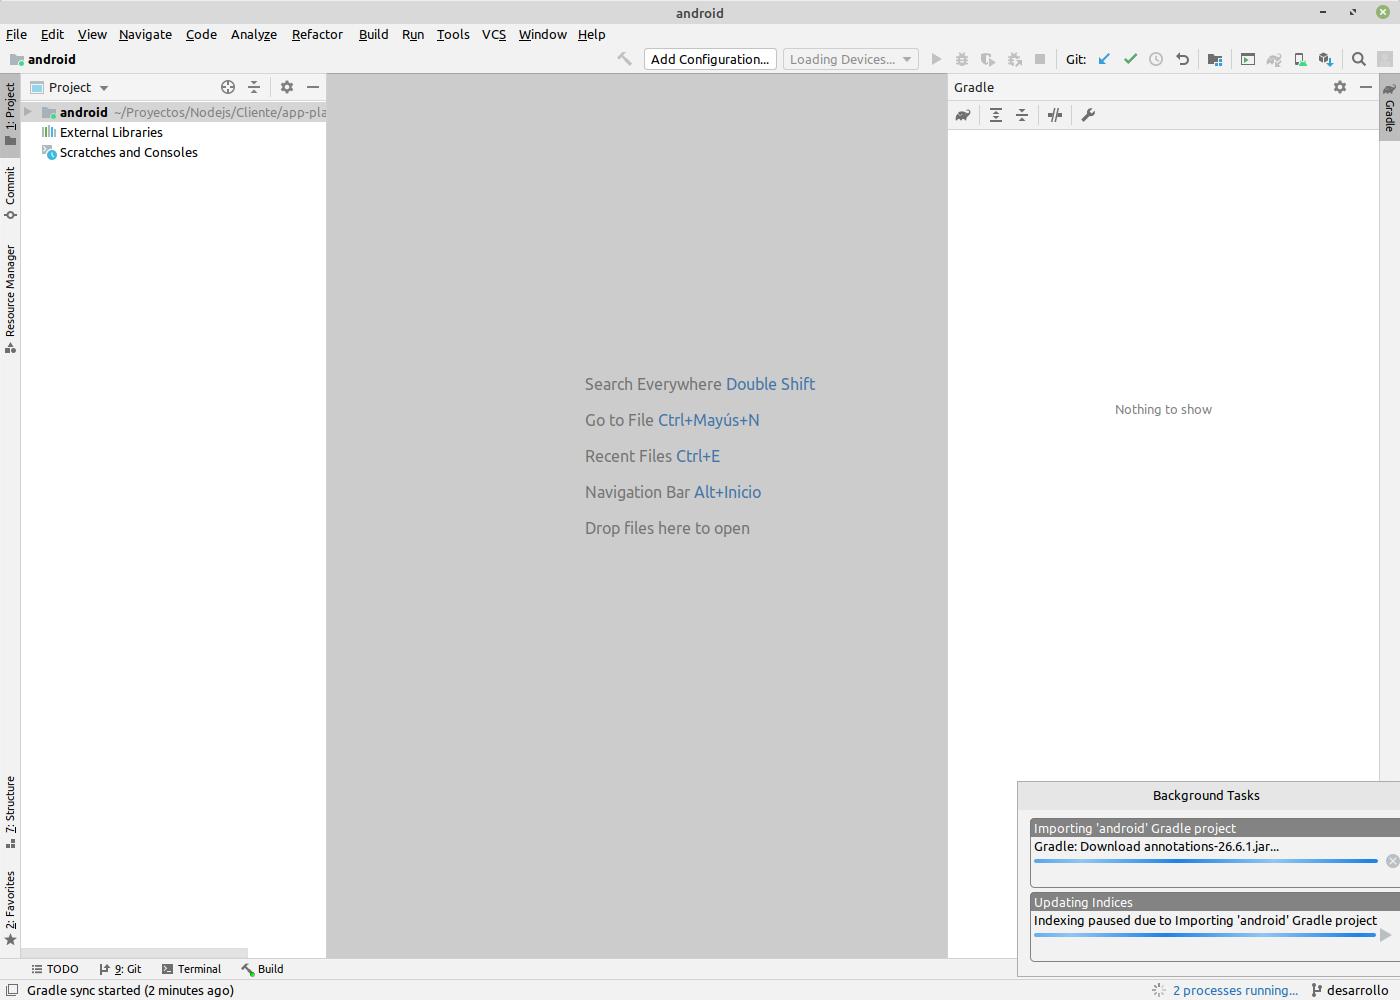 android
File Edit View Navigate Code Analyze Refactor Build Run Tools VCS Window Help
android
Add Configuration...
Loading Devices...
Git:
1: Project
Commit
Resource Manager
7: Structure
2: Favorites
Project
android ~/Proyectos/Nodejs/Cliente/app-pla
External Libraries
Scratches and Consoles
Search Everywhere Double Shift
Go to File Ctrl+Mayús+N
Recent Files Ctrl+E
Navigation Bar Alt+Inicio
Drop files here to open
Gradle
Gradle
Nothing to show
Background Tasks
Importing 'android' Gradle project
Gradle: Download annotations-26.6.1.jar...
Updating Indices
Indexing paused due to Importing 'android' Gradle project
TODO 9: Git Terminal Build
Gradle sync started (2 minutes ago)
2 processes running...
desarrollo